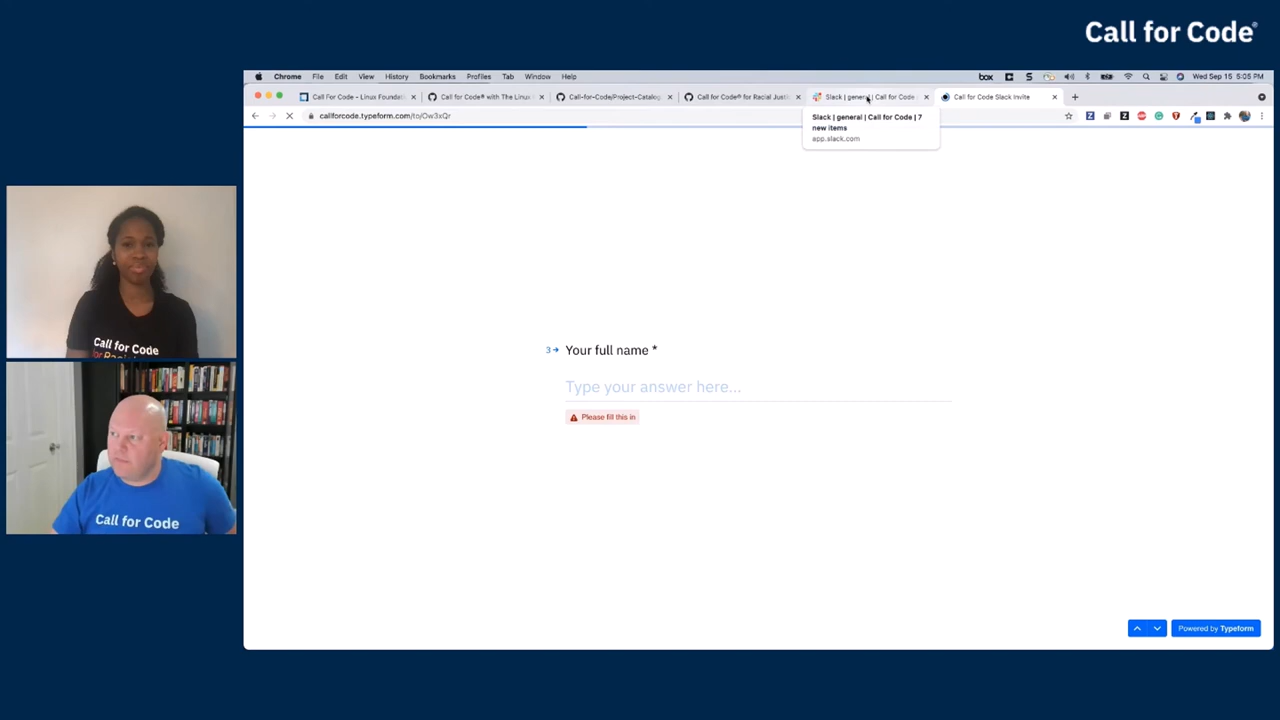 Call for Code®
Chrome File Edit View History Bookmarks Profiles Tab Window Help
box
Wed Sep 15 5:05 PM
Call For Code – Linux Foundat
Call for Code® with The Linux
Call-for-Code/Project-Catalog
Call for Code® for Racial Justi
Slack | general | Call for Code
Call for Code Slack Invite
callforcode.typeform.com/to/Ow3xQr
Slack | general | Call for Code | 7
new items
app.slack.com
3 Your full name *
Type your answer here...
Please fill this in
Powered by Typeform
Call for Code
Call for Code